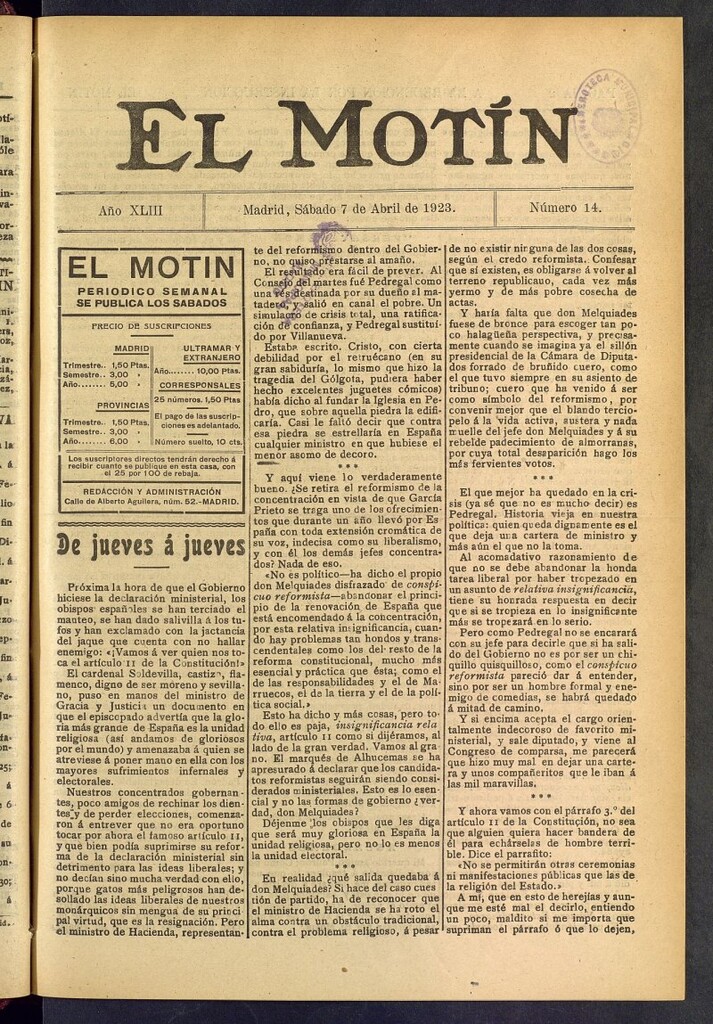 EL MOTÍN
Año XLIII
Madrid, Sábado 7 de Abril de 1923.
Número 14.
EL MOTIN
PERIODICO SEMANAL
SE PUBLICA LOS SABADOS
PRECIO DE SUSCRIPCIONES
MADRID
Trimestre.. 1,50 Ptas.
Semestre.. 3,00 »
Año........ 5,00 »
PROVINCIAS
Trimestre.. 1,50 Ptas.
Semestre.. 3,00 »
Año........ 6,00 »
ULTRAMAR Y
EXTRANJERO
Año......... 10,00 Ptas.
CORRESPONSALES
25 números. 1,50 Ptas
El pago de las suscrip-
ciones es adelantado.
Número suelto, 10 cts.
Los suscriptores directos tendrán derecho á
recibir cuanto se publique en esta casa, con
el 25 por 100 de rebaja.
REDACCIÓN Y ADMINISTRACIÓN
Calle de Alberto Aguilera, núm. 52.-MADRID.
De jueves á jueves
Próxima la hora de que el Gobierno
hiciese la declaración ministerial, los
obispos españoles se han terciado el
manteo, se han dado salivilla á los tu-
fos y han exclamado con la jactancia
del jaque que cuenta con no hallar
enemigo: «¡Vamos á ver quien nos to-
ca el artículo 11 de la Constitución!»
El cardenal Soldevilla, castizo, fla-
menco, digno de ser moreno y sevilla-
no, puso en manos del ministro de
Gracia y Justicia un documento en
que el episcopado advertía que la glo-
ria más grande de España es la unidad
religiosa (así andamos de gloriosos
por el mundo) y amenazaba á quien se
atreviese á poner mano en ella con los
mayores sufrimientos infernales y
electorales.
Nuestros concentrados gobernan-
tes, poco amigos de rechinar los dien-
tes y de perder elecciones, comenza-
ron á entrever que no era oportuno
tocar por ahora el famoso artículo 11,
y que bien podía suprimirse su refor-
ma de la declaración ministerial sin
detrimento para las ideas liberales; y
no decían sino mucha verdad con ello,
porque gatos más peligrosos han de-
sollado las ideas liberales de nuestros
monárquicos sin mengua de su princi
pal virtud, que es la resignación. Pero
el ministro de Hacienda, representan-
te del reformismo dentro del Gobier-
no, no quiso prestarse al amaño.
El resultado era fácil de prever. Al
Consejo del martes fué Pedregal como
una res destinada por su dueño al ma-
tadero, y salió en canal el pobre. Un
simulacro de crisis total, una ratifica-
ción de confianza, y Pedregal sustituí-
do por Villanueva.
Estaba escrito. Cristo, con cierta
debilidad por el retruécano (en su
gran sabiduría, lo mismo que hizo la
tragedia del Gólgota, pudiera haber
hecho excelentes juguetes cómicos)
había dicho al fundar la Iglesia en Pe-
dro, que sobre aquella piedra la edifi-
caría. Casi le faltó decir que contra
esa piedra se estrellaría en España
cualquier ministro en que hubiese el
menor asomo de decoro.
* * *
Y aquí viene lo verdaderamente
bueno. ¿Se retira el reformismo de la
concentración en vista de que García
Prieto se traga uno de los ofrecimien-
tos que durante un año llevó por Es
paña con toda extensión cromática de
su voz, indecisa como su liberalismo,
y con él los demás jefes concentra-
dos? Nada de eso.
«No es político—ha dicho el propio
don Melquiades disfrazado de conspí-
cuo reformista—abandonar el princi-
pio de la renovación de España que
está encomendado á la concentración,
por esta relativa insignificancia, cuan-
do hay problemas tan hondos y trans-
cendentales como los del resto de la
reforma constitucional, mucho más
esencial y práctica que ésta; como el
de las responsabilidades y el de Ma-
rruecos, el de la tierra y el de la polí-
tica social.»
Esto ha dicho y más cosas, pero to-
do ello es paja, insignificancia rela
tiva, artículo 11 como si dijéramos, al
lado de la gran verdad. Vamos al gra-
no. El marqués de Alhucemas se ha
apresurado á declarar que los candida-
tos reformistas seguirán siendo consi-
derados ministeriales. Esto es lo esen-
cial y no las formas de gobierno ¿ver-
dad, don Melquiades?
Déjenme los obispos que les diga
que será muy gloriosa en España la
unidad religiosa, pero no lo es menos
la unidad electoral.
* * *
En realidad ¿qué salida quedaba á
don Melquiades? Si hace del caso cues
tión de partido, ha de reconocer que
el ministro de Hacienda se ha roto el
alma contra un obstáculo tradicional,
contra el problema religioso, á pesar
de no existir ninguna de las dos cosas,
según el credo reformista. Confesar
que sí existen, es obligarse á volver al
terreno republicano, cada vez más
yermo y de más pobre cosecha de
actas.
Y haría falta que don Melquiades
fuese de bronce para escoger tan po-
co halagüeña perspectiva, y precisa-
mente cuando se imagina ya el sillón
presidencial de la Cámara de Diputa-
dos forrado de bruñido cuero, como
el que tuvo siempre en su asiento de
tribuno; cuero que ha venido á ser
como símbolo del reformismo, por
convenir mejor que el blando tercio-
pelo á la vida activa, austera y nada
muelle del jefe don Melquiades y á su
rebelde padecimiento de almorranas,
por cuya total desaparición hago los
más fervientes votos.
* * *
El que mejor ha quedado en la cri-
sis (ya sé que no es mucho decir) es
Pedregal. Historia vieja en nuestra
política: quien queda dignamente es el
que deja una cartera de ministro y
más aún el que no la toma.
Al acomodativo razonamiento de
que no se debe abandonar la honda
tarea liberal por haber tropezado en
un asunto de relativa insignificancia,
tiene su honrada respuesta en decir
que si se tropieza en lo insignificante
más se tropezará en lo serio.
Pero como Pedregal no se encarará
con su jefe para decirle que si ha sali-
do del Gobierno no es por ser un chi-
quillo quisquilloso, como el conspícuo
reformista pareció dar á entender,
sino por ser un hombre formal y ene-
migo de comedias, se habrá quedado
á mitad de camino.
Y si encima acepta el cargo orien-
talmente indecoroso de favorito mi-
nisterial, y sale diputado, y viene al
Congreso de comparsa, me parecerá
que hizo muy mal en dejar una carte-
ra y unos compañeritos que le iban á
las mil maravillas.
* * *
Y ahora vamos con el párrafo 3.º del
artículo 11 de la Constitución, no sea
que alguien quiera hacer bandera de
él para echárselas de hombre terri-
ble. Dice el parrafito:
«No se permitirán otras ceremonias
ni manifestaciones públicas que las de
la religión del Estado.»
A mí, que en esto de herejías y aun-
que me esté mal el decirlo, entiendo
un poco, maldito si me importa que
supriman el párrafo ó que lo dejen,